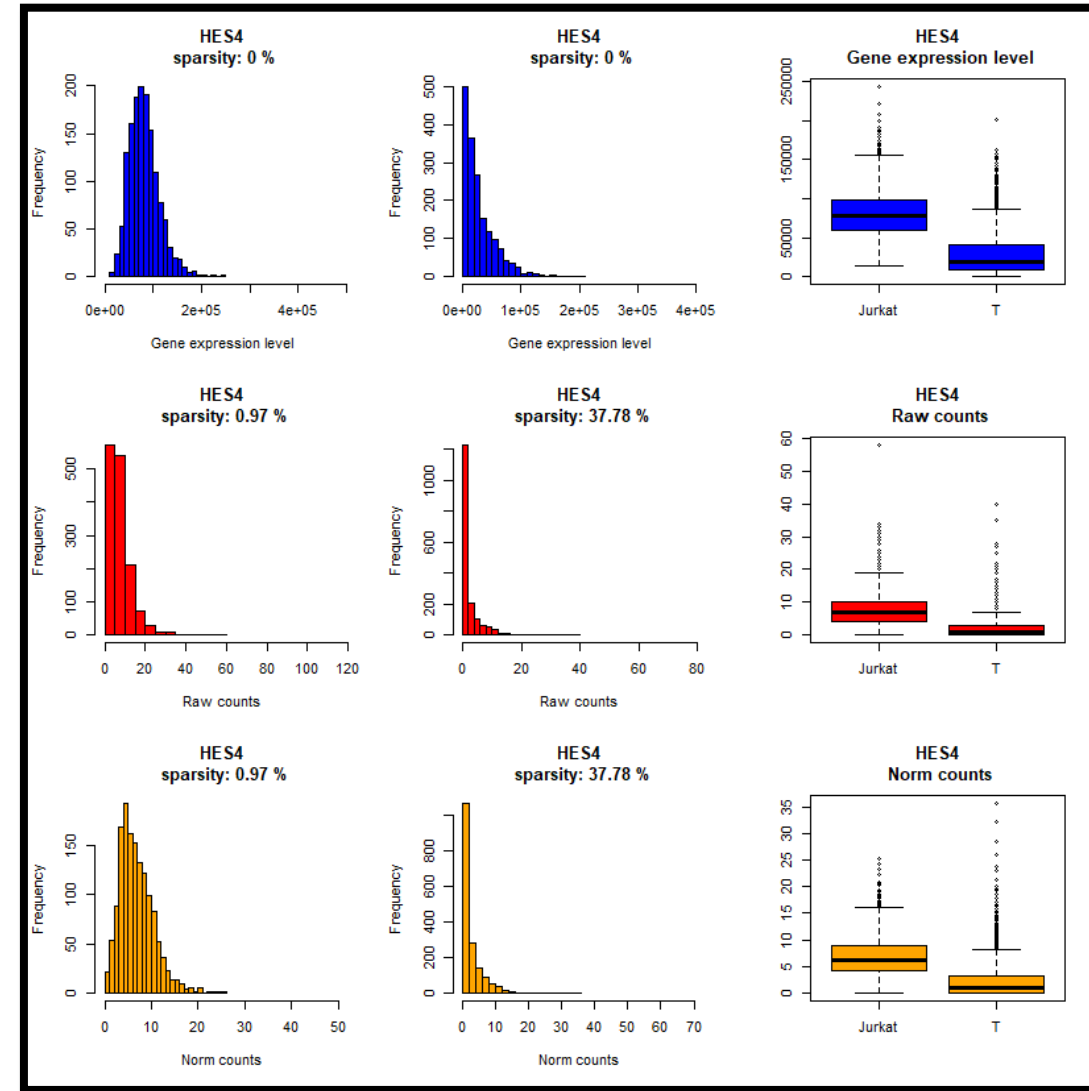 HES4
sparsity: 0 %
Frequency
200
150
100
50
0
0e+00 2e+05 4e+05
Gene expression level
HES4
sparsity: 0 %
Frequency
500
400
300
200
100
0
0e+00 1e+05 2e+05 3e+05 4e+05
Gene expression level
HES4
Gene expression level
250000
150000
50000
0
Jurkat T
HES4
sparsity: 0.97 %
Frequency
500
300
100
0
0 20 40 60 80 100 120
Raw counts
HES4
sparsity: 37.78 %
Frequency
1000
600
200
0
0 20 40 60 80
Raw counts
HES4
Raw counts
60
50
40
30
20
10
0
Jurkat T
HES4
sparsity: 0.97 %
Frequency
150
100
50
0
0 10 20 30 40 50
Norm counts
HES4
sparsity: 37.78 %
Frequency
800
600
400
200
0
0 10 20 30 40 50 60 70
Norm counts
HES4
Norm counts
35
30
25
20
15
10
5
0
Jurkat T